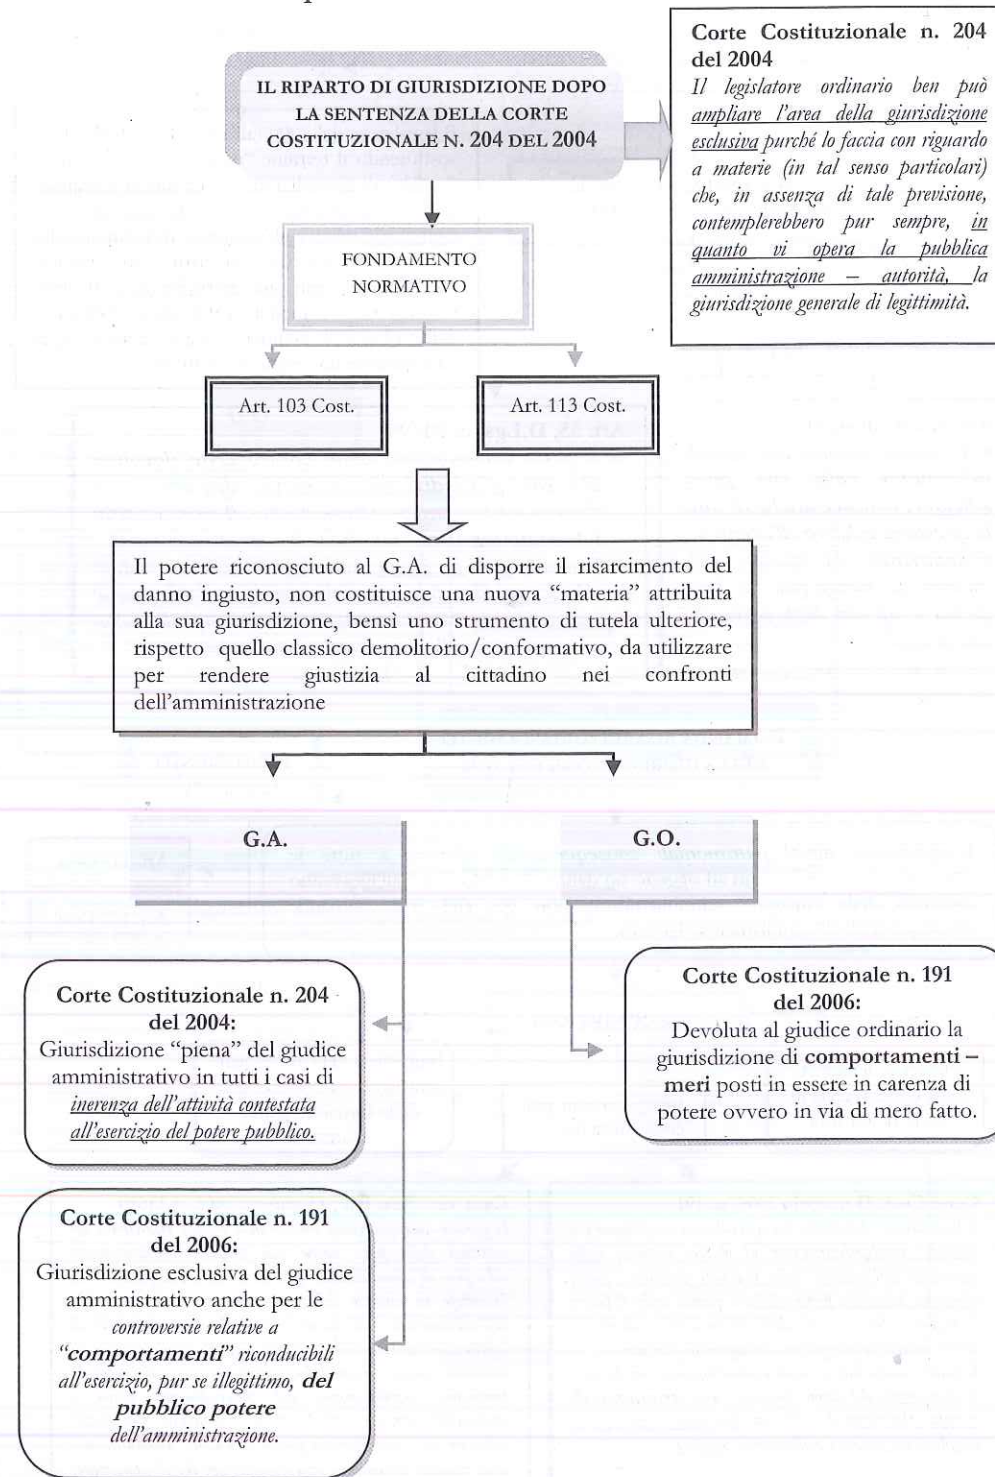 IL RIPARTO DI GIURISDIZIONE DOPO
LA SENTENZA DELLA CORTE
COSTITUZIONALE N. 204 DEL 2004
Corte Costituzionale n. 204
del 2004
Il legislatore ordinario ben può
ampliare l'area della giurisdizione
esclusiva purché lo faccia con riguardo
a materie (in tal senso particolari)
che, in assenza di tale previsione,
contemplerebbero pur sempre, in
quanto vi opera la pubblica
amministrazione – autorità, la
giurisdizione generale di legittimità.
FONDAMENTO
NORMATIVO
Art. 103 Cost.
Art. 113 Cost.
Il potere riconosciuto al G.A. di disporre il risarcimento del
danno ingiusto, non costituisce una nuova “materia” attribuita
alla sua giurisdizione, bensì uno strumento di tutela ulteriore,
rispetto quello classico demolitorio/conformativo, da utilizzare
per rendere giustizia al cittadino nei confronti
dell'amministrazione
G.A.
G.O.
Corte Costituzionale n. 204
del 2004:
Giurisdizione “piena” del giudice
amministrativo in tutti i casi di
inerenza dell'attività contestata
all'esercizio del potere pubblico.
Corte Costituzionale n. 191
del 2006:
Devoluta al giudice ordinario la
giurisdizione di comportamenti –
meri posti in essere in carenza di
potere ovvero in via di mero fatto.
Corte Costituzionale n. 191
del 2006:
Giurisdizione esclusiva del giudice
amministrativo anche per le
controversie relative a
“comportamenti” riconducibili
all'esercizio, pur se illegittimo, del
pubblico potere
dell'amministrazione.